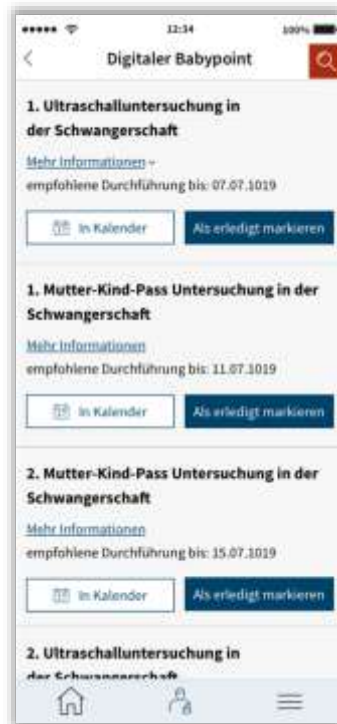 12:34
100%
Digitaler Babypoint
1. Ultraschalluntersuchung in
der Schwangerschaft
Mehr Informationen
empfohlene Durchführung bis: 07.07.1019
In Kalender
Als erledigt markieren
1. Mutter-Kind-Pass Untersuchung in der
Schwangerschaft
Mehr Informationen
empfohlene Durchführung bis: 11.07.1019
In Kalender
Als erledigt markieren
2. Mutter-Kind-Pass Untersuchung in der
Schwangerschaft
Mehr Informationen
empfohlene Durchführung bis: 15.07.1019
In Kalender
Als erledigt markieren
2. Ultraschalluntersuchung in
der Schwangerschaft